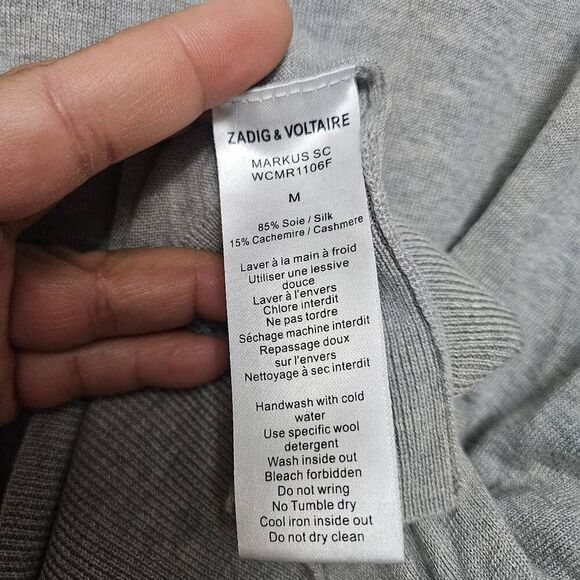 ZADIG & VOLTAIRE
MARKUS SC
WCMR1106F
M
85% Soie / Silk
15% Cachemire / Cashmere
Laver à la main à froid
Utiliser une lessive
douce
Laver à l'envers
Chlore interdit
Ne pas tordre
Séchage machine interdit
Repassage doux
sur l'envers
Nettoyage à sec interdit
Handwash with cold
water
Use specific wool
detergent
Wash inside out
Bleach forbidden
Do not wring
No Tumble dry
Cool iron inside out
Do not dry clean